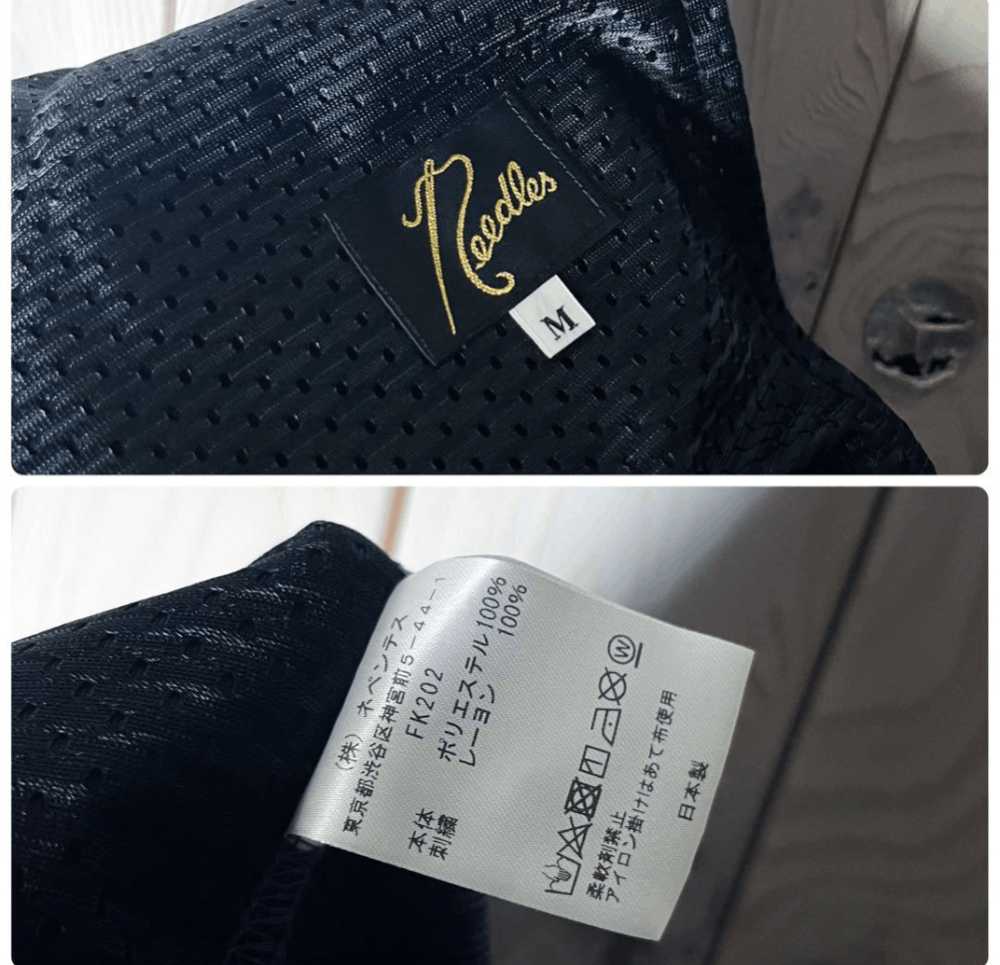 Needles
M
(株) ネペンテス
東京都渋谷区神宮前5-44-1
FK202
本体 ポリエステル100%
刺繍 レーヨン 100%
W
柔軟剤禁止
アイロン掛けはあて布使用
日本製